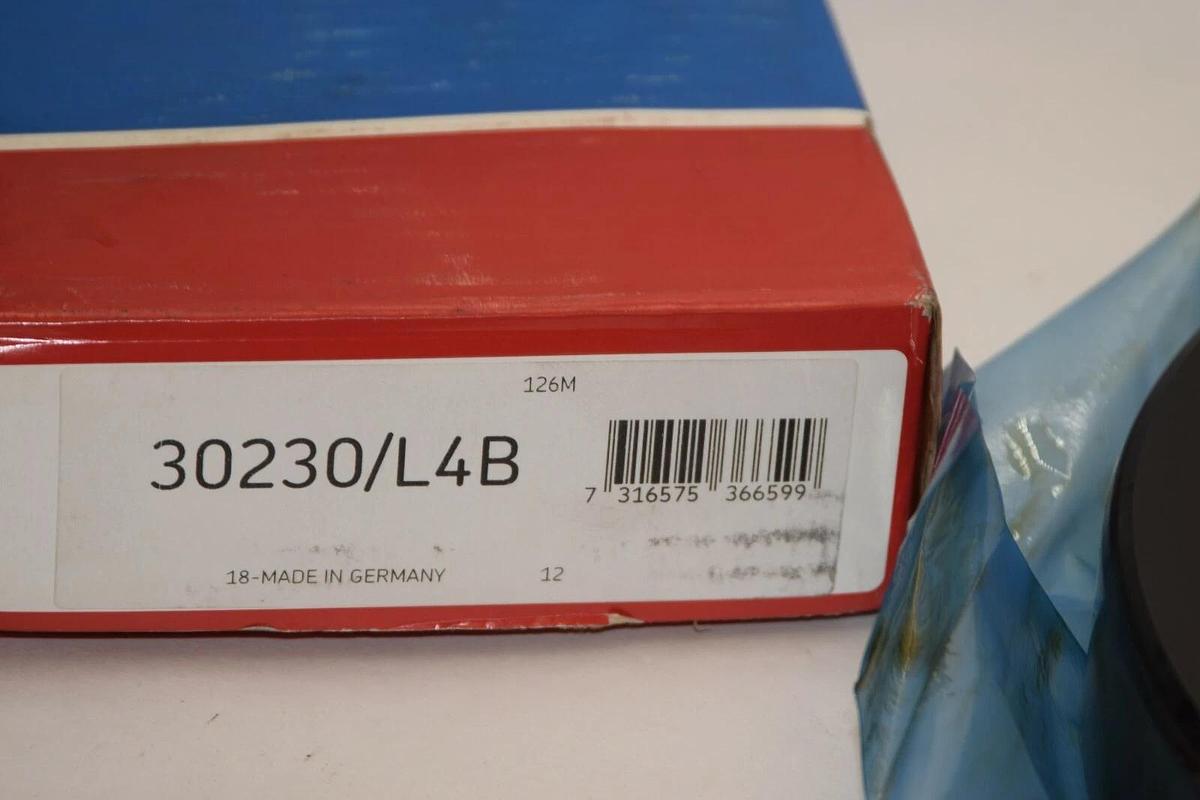 126M
30230/L4B
7 316575 366599
18-MADE IN GERMANY 12